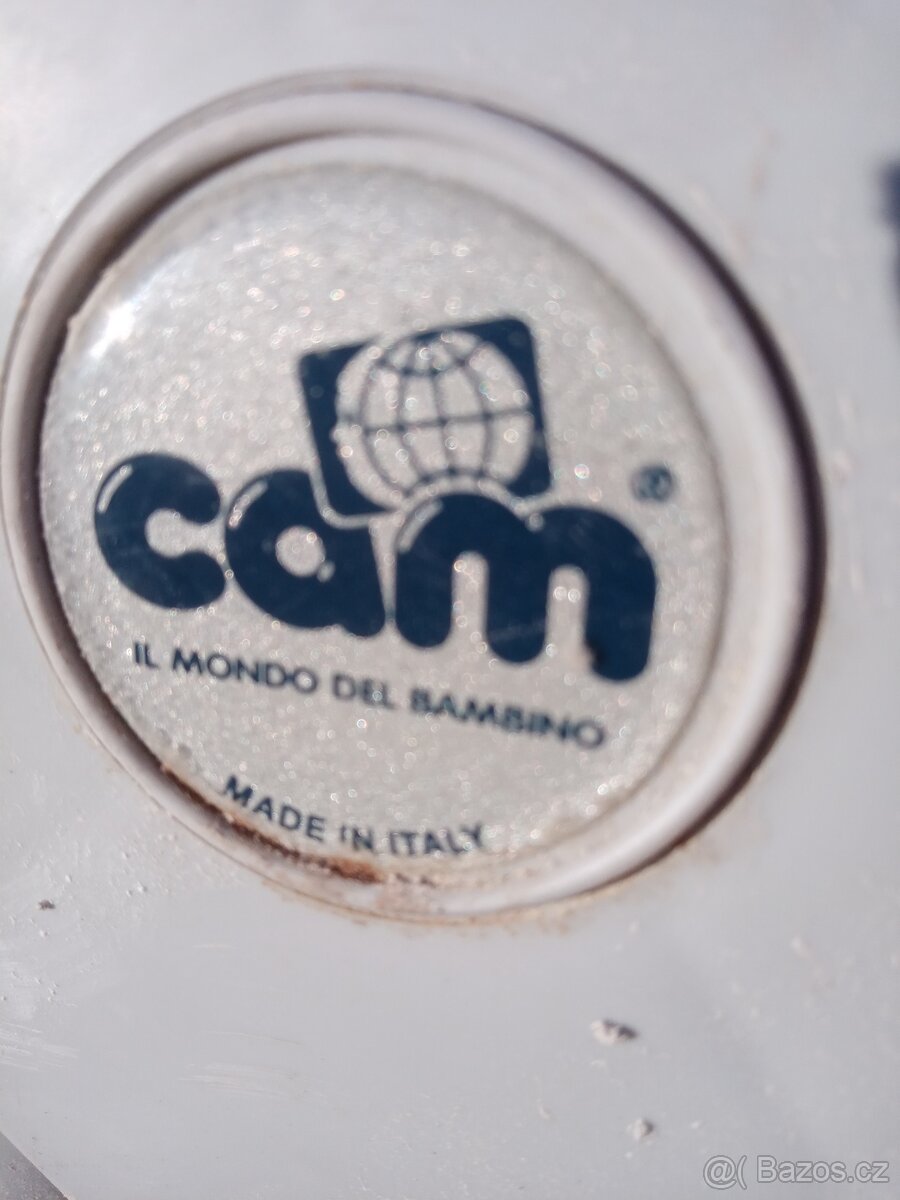 cam®
IL MONDO DEL BAMBINO
MADE IN ITALY
@( Bazos.cz